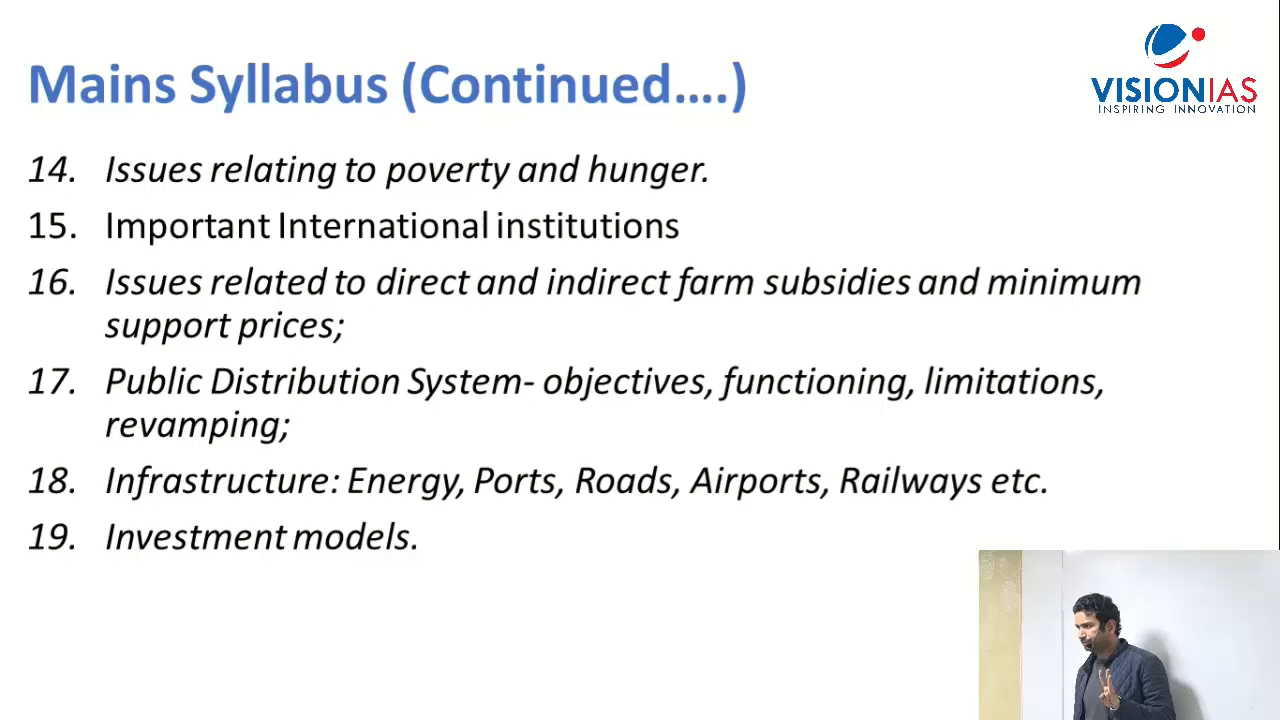 VISIONIAS
INSPIRING INNOVATION
Mains Syllabus (Continued....)
14. Issues relating to poverty and hunger.
15. Important International institutions
16. Issues related to direct and indirect farm subsidies and minimum
support prices;
17. Public Distribution System- objectives, functioning, limitations,
revamping;
18. Infrastructure: Energy, Ports, Roads, Airports, Railways etc.
19. Investment models.